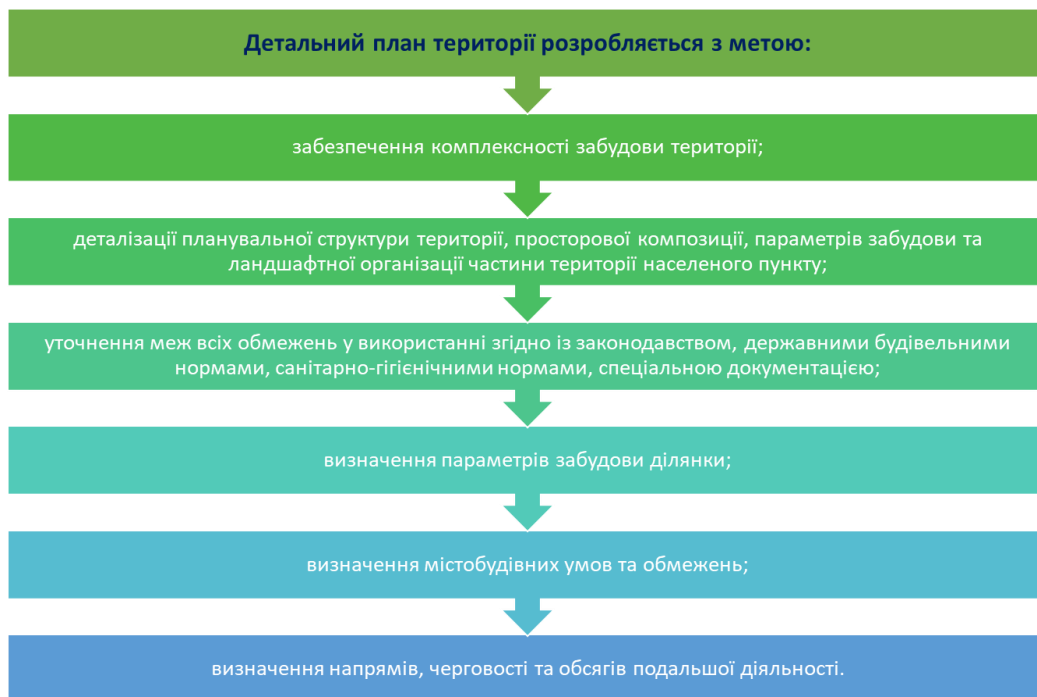 Детальний план території розробляється з метою:
забезпечення комплексності забудови території;
деталізації планувальної структури території, просторової композиції, параметрів забудови та
ландшафтної організації частини території населеного пункту;
уточнення меж всіх обмежень у використанні згідно із законодавством, державними будівельними
нормами, санітарно-гігієнічними нормами, спеціальною документацією;
визначення параметрів забудови ділянки;
визначення містобудівних умов та обмежень;
визначення напрямів, черговості та обсягів подальшої діяльності.